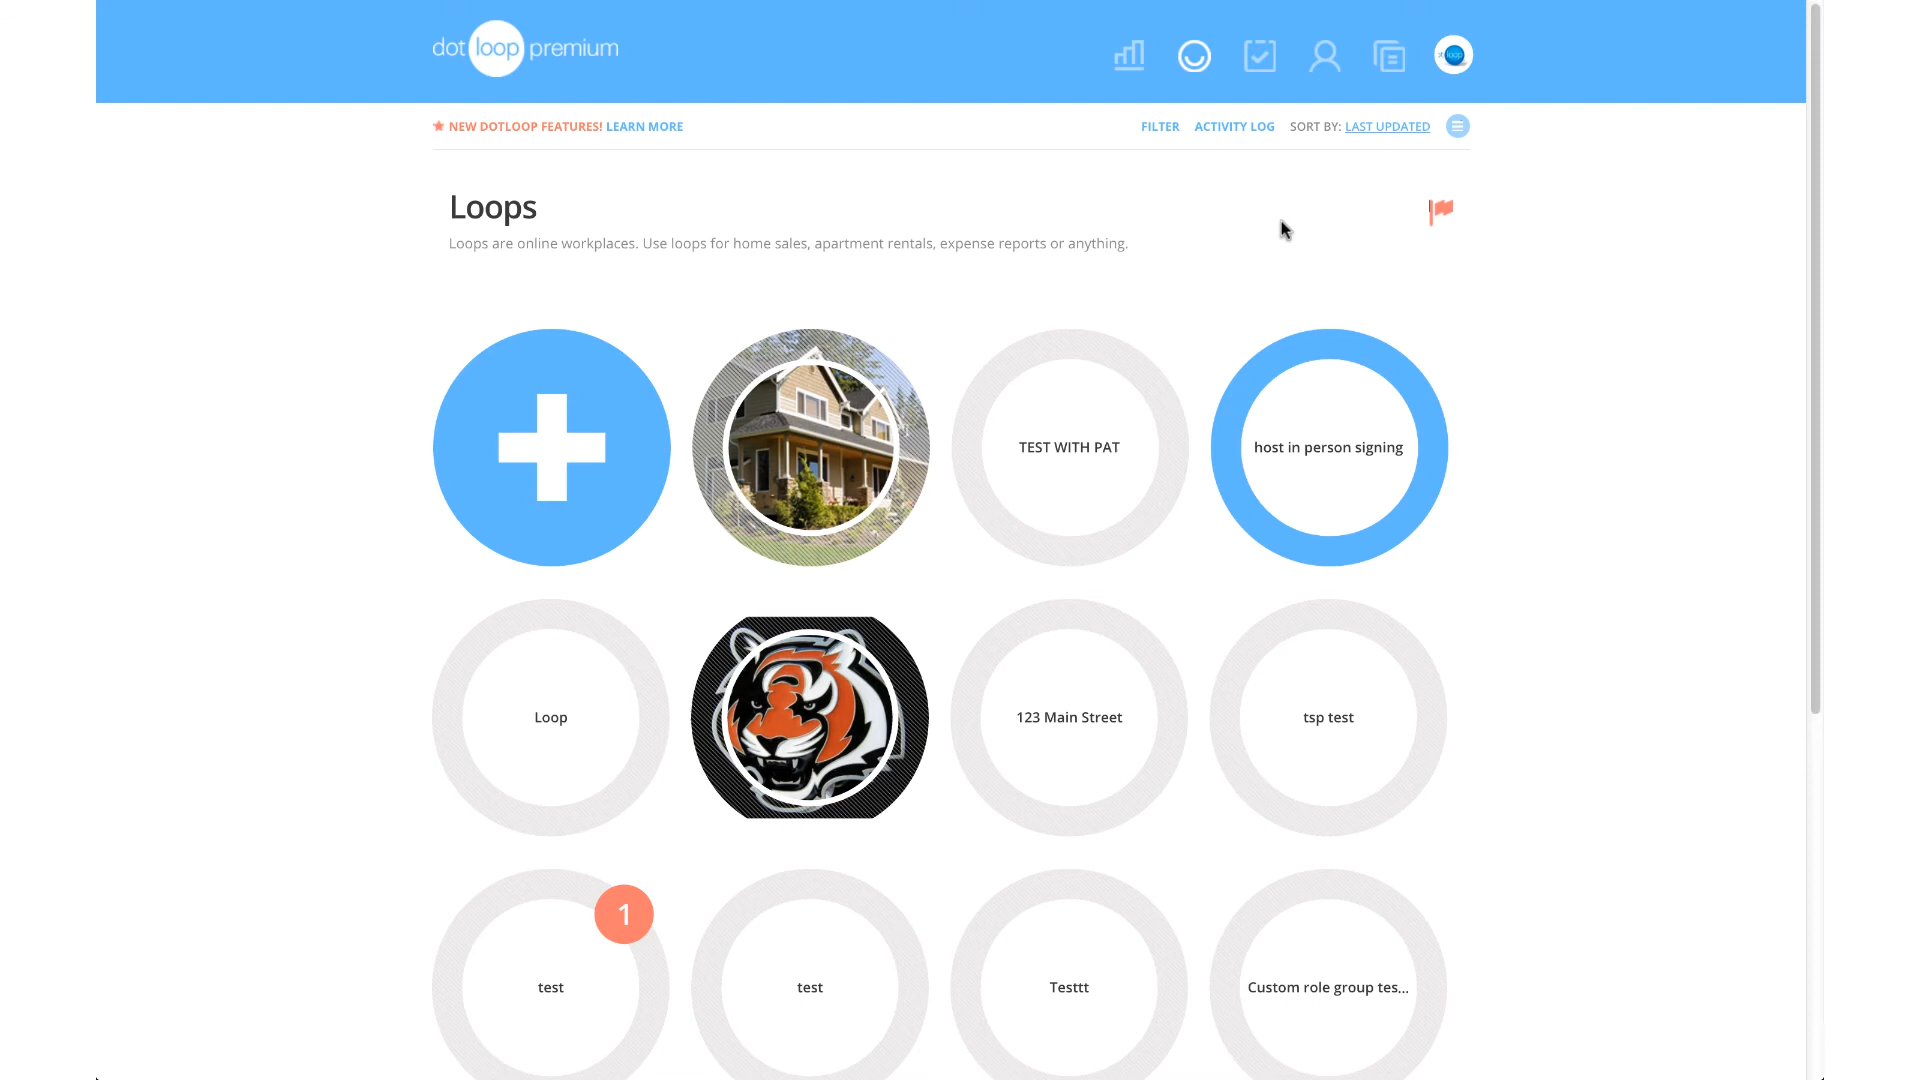 dot loop premium
★ NEW DOTLOOP FEATURES! LEARN MORE
FILTER ACTIVITY LOG SORT BY: LAST UPDATED
Loops
Loops are online workplaces. Use loops for home sales, apartment rentals, expense reports or anything.
TEST WITH PAT
host in person signing
Loop
123 Main Street
tsp test
1
test
test
Testtt
Custom role group tes...